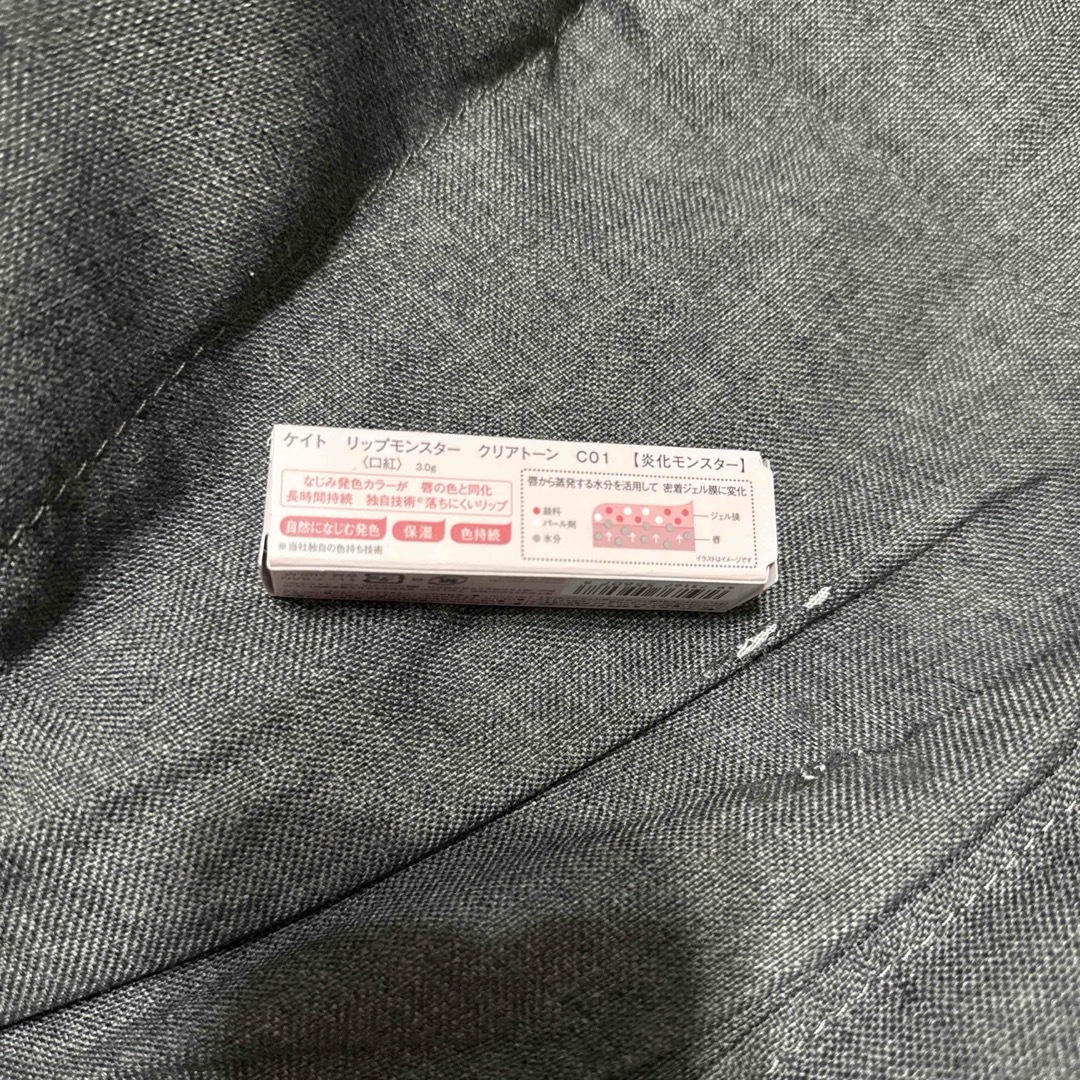 ケイト リップモンスター クリアトーン C01 【炎化モンスター】
〈口紅〉 3.0g
なじみ発色カラーが 唇の色と同化
長時間持続 独自技術※落ちにくいリップ
自然になじむ発色 保湿 色持続
※当社独自の色持ち技術
唇から蒸発する水分を活用して 密着ジェル膜に変化
顔料
パール剤
水分
ジェル膜
唇
イラストはイメージです